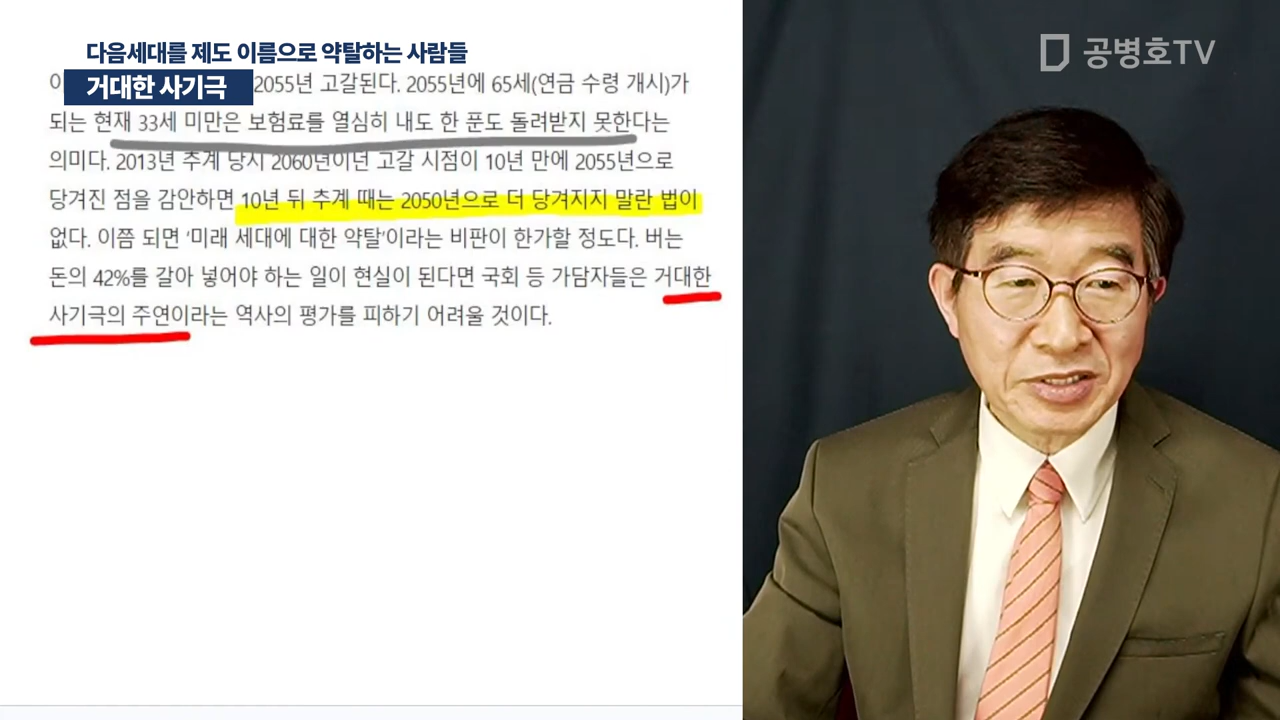 다음세대를 제도 이름으로 약탈하는 사람들
거대한 사기극
공병호TV
이 2055년 고갈된다. 2055년에 65세(연금 수령 개시)가
되는 현재 33세 미만은 보험료를 열심히 내도 한 푼도 돌려받지 못한다는
의미다. 2013년 추계 당시 2060년이던 고갈 시점이 10년 만에 2055년으로
당겨진 점을 감안하면 10년 뒤 추계 때는 2050년으로 더 당겨지지 말란 법이
없다. 이쯤 되면 '미래 세대에 대한 약탈'이라는 비판이 한가할 정도다. 버는
돈의 42%를 갈아 넣어야 하는 일이 현실이 된다면 국회 등 가담자들은 거대한
사기극의 주연이라는 역사의 평가를 피하기 어려울 것이다.